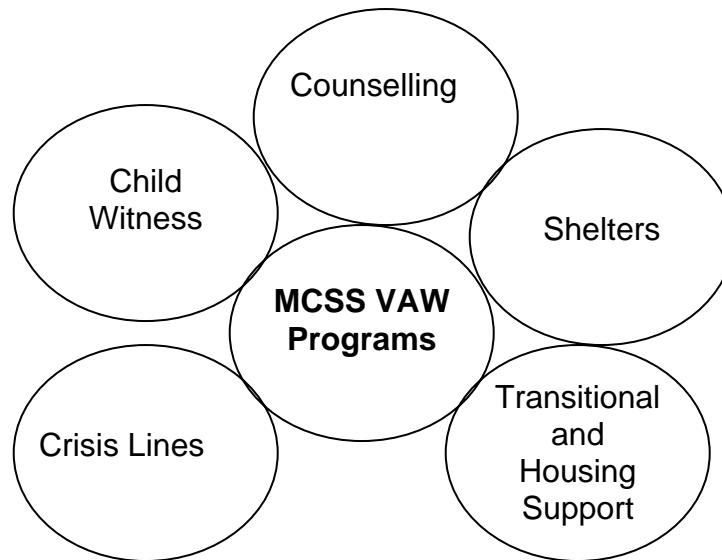 Counselling
Child
Witness
Shelters
MCSS VAW
Programs
Crisis Lines
Transitional
and
Housing
Support